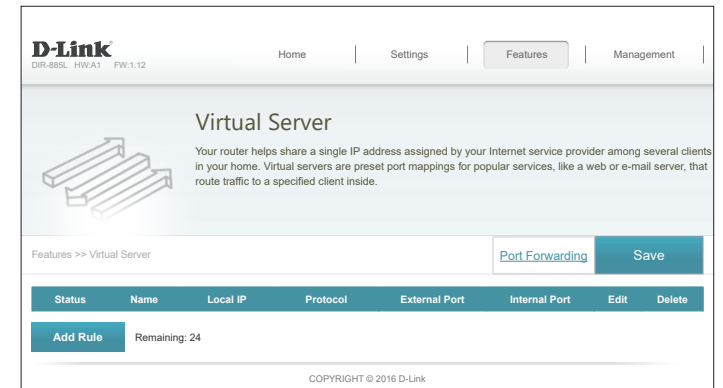 D-Link
DIR-885L HW:A1 FW:1.12
Home
Settings
Features
Management
Virtual Server
Your router helps share a single IP address assigned by your Internet service provider among several clients
in your home. Virtual servers are preset port mappings for popular services, like a web or e-mail server, that
route traffic to a specified client inside.
Features >> Virtual Server
Port Forwarding
Save
Status Name Local IP Protocol External Port Internal Port Edit Delete
Add Rule
Remaining: 24
COPYRIGHT © 2016 D-Link